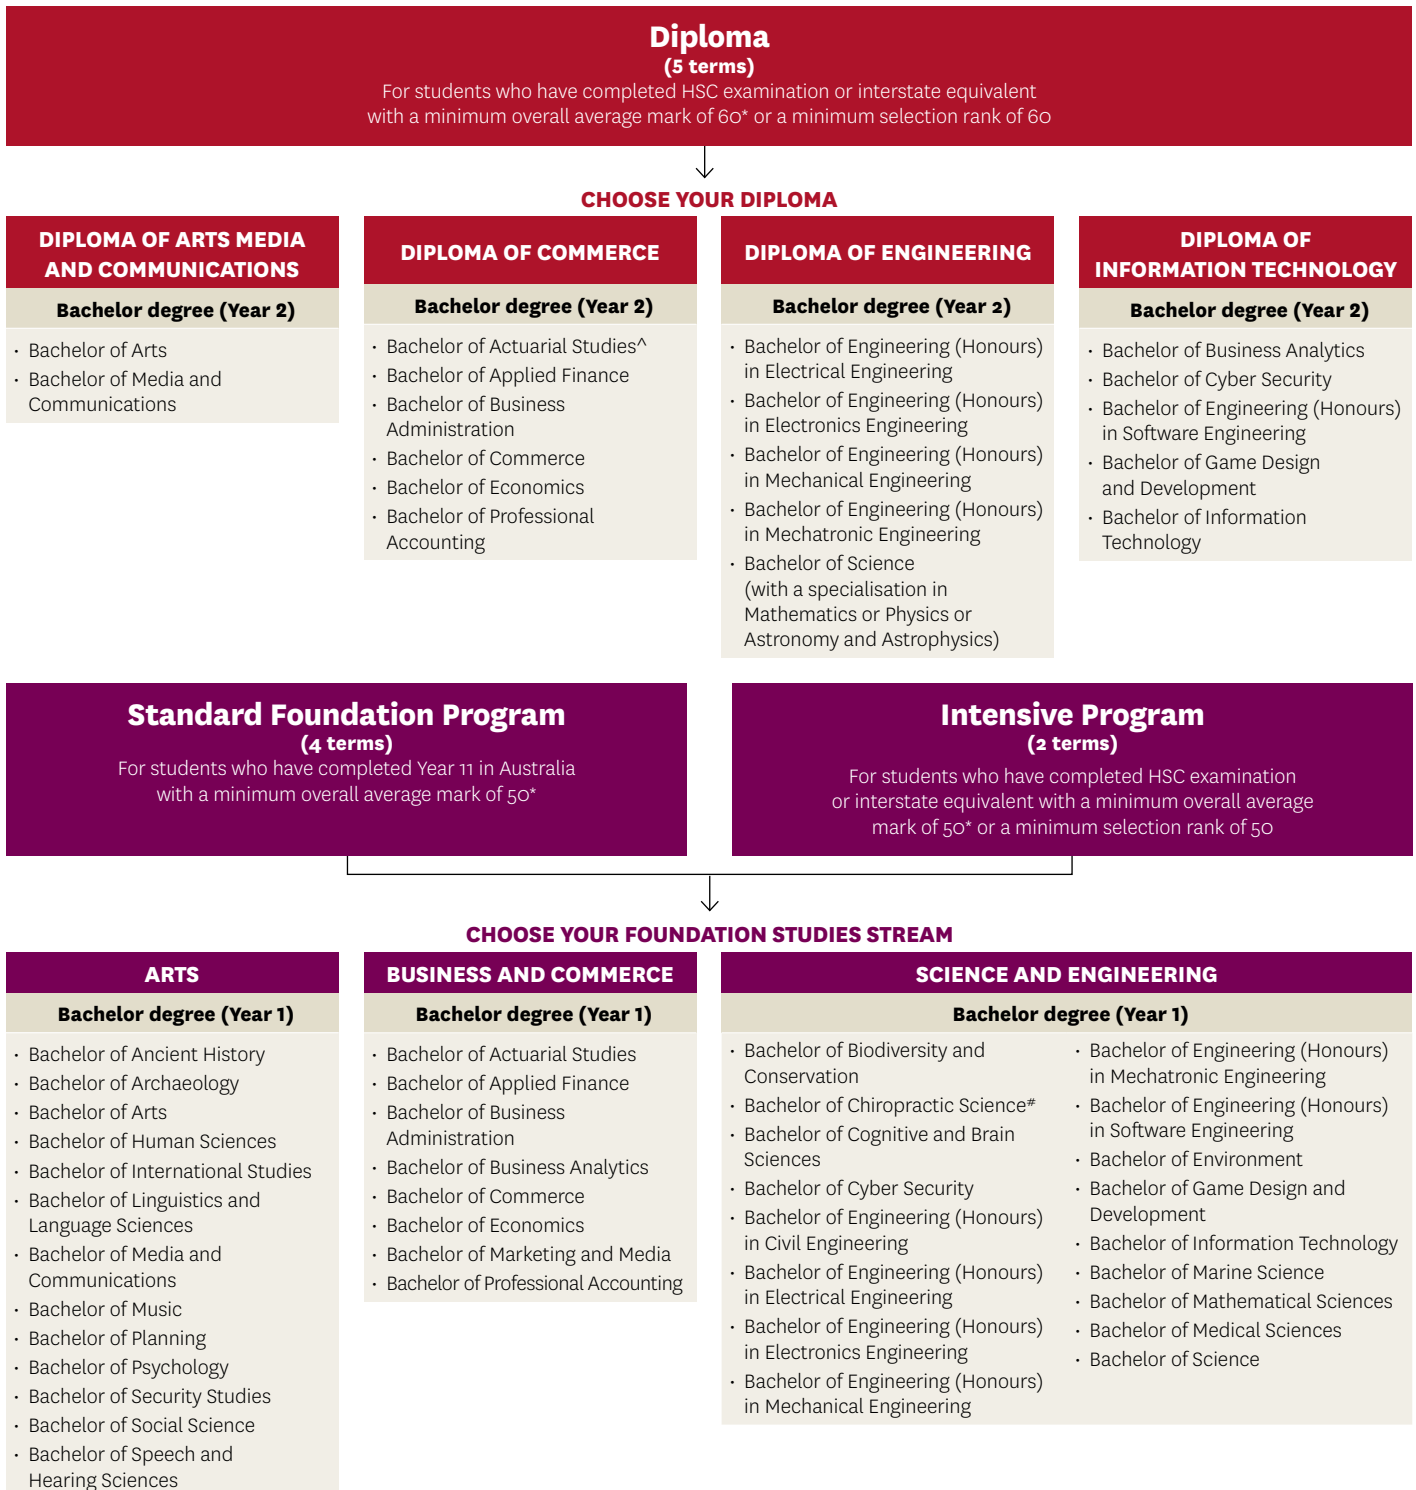 Diploma
(5 terms)
For students who have completed HSC examination or interstate equivalent
with a minimum overall average mark of 60* or a minimum selection rank of 60
CHOOSE YOUR DIPLOMA
DIPLOMA OF ARTS MEDIA
AND COMMUNICATIONS
Bachelor degree (Year 2)
· Bachelor of Arts
· Bachelor of Media and
Communications
DIPLOMA OF COMMERCE
Bachelor degree (Year 2)
· Bachelor of Actuarial Studies^
· Bachelor of Applied Finance
· Bachelor of Business
Administration
· Bachelor of Commerce
· Bachelor of Economics
· Bachelor of Professional
Accounting
DIPLOMA OF ENGINEERING
Bachelor degree (Year 2)
· Bachelor of Engineering (Honours)
in Electrical Engineering
· Bachelor of Engineering (Honours)
in Electronics Engineering
· Bachelor of Engineering (Honours)
in Mechanical Engineering
· Bachelor of Engineering (Honours)
in Mechatronic Engineering
· Bachelor of Science
(with a specialisation in
Mathematics or Physics or
Astronomy and Astrophysics)
DIPLOMA OF
INFORMATION TECHNOLOGY
Bachelor degree (Year 2)
· Bachelor of Business Analytics
· Bachelor of Cyber Security
· Bachelor of Engineering (Honours)
in Software Engineering
· Bachelor of Game Design
and Development
· Bachelor of Information
Technology
Standard Foundation Program
(4 terms)
For students who have completed Year 11 in Australia
with a minimum overall average mark of 50*
Intensive Program
(2 terms)
For students who have completed HSC examination
or interstate equivalent with a minimum overall average
mark of 50* or a minimum selection rank of 50
CHOOSE YOUR FOUNDATION STUDIES STREAM
ARTS
Bachelor degree (Year 1)
· Bachelor of Ancient History
· Bachelor of Archaeology
· Bachelor of Arts
· Bachelor of Human Sciences
· Bachelor of International Studies
· Bachelor of Linguistics and
Language Sciences
· Bachelor of Media and
Communications
· Bachelor of Music
· Bachelor of Planning
· Bachelor of Psychology
· Bachelor of Security Studies
· Bachelor of Social Science
· Bachelor of Speech and
Hearing Sciences
BUSINESS AND COMMERCE
Bachelor degree (Year 1)
· Bachelor of Actuarial Studies
· Bachelor of Applied Finance
· Bachelor of Business
Administration
· Bachelor of Business Analytics
· Bachelor of Commerce
· Bachelor of Economics
· Bachelor of Marketing and Media
· Bachelor of Professional Accounting
SCIENCE AND ENGINEERING
Bachelor degree (Year 1)
· Bachelor of Biodiversity and
Conservation
· Bachelor of Chiropractic Science#
· Bachelor of Cognitive and Brain
Sciences
· Bachelor of Cyber Security
· Bachelor of Engineering (Honours)
in Civil Engineering
· Bachelor of Engineering (Honours)
in Electrical Engineering
· Bachelor of Engineering (Honours)
in Electronics Engineering
· Bachelor of Engineering (Honours)
in Mechanical Engineering
· Bachelor of Engineering (Honours)
in Mechatronic Engineering
· Bachelor of Engineering (Honours)
in Software Engineering
· Bachelor of Environment
· Bachelor of Game Design and
Development
· Bachelor of Information Technology
· Bachelor of Marine Science
· Bachelor of Mathematical Sciences
· Bachelor of Medical Sciences
· Bachelor of Science